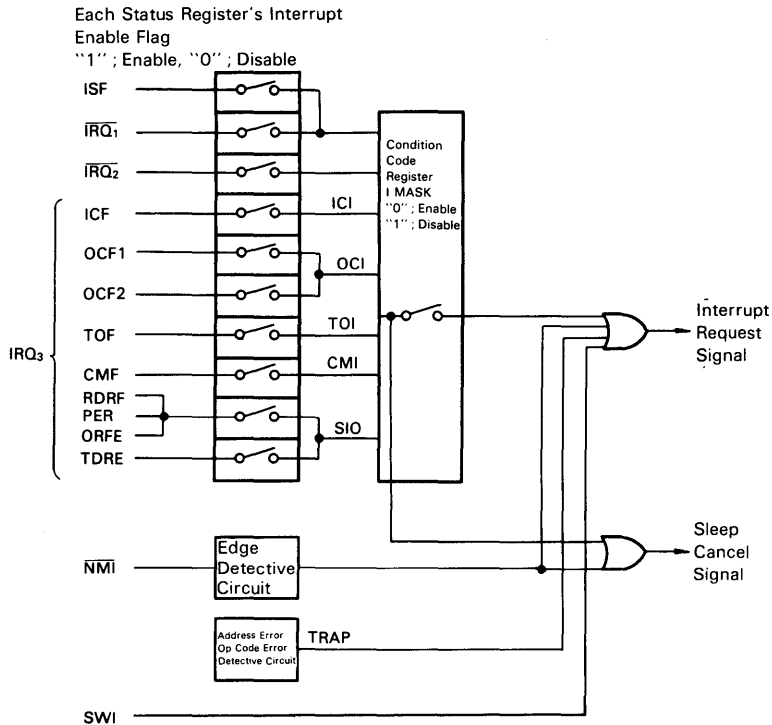 Each Status Register's Interrupt
Enable Flag
"1" ; Enable, "0" ; Disable
ISF
IRQ1
IRQ2
ICF
ICI
OCF1
OCI
OCF2
TOF
TOI
IRQ3
CMF
CMI
RDRF
PER
ORFE
SIO
TDRE
Condition
Code
Register
I MASK
"0" ; Enable
"1" ; Disable
Interrupt
Request
Signal
NMI
Edge
Detective
Circuit
Sleep
Cancel
Signal
Address Error
Op Code Error
Detective Circuit
TRAP
SWI